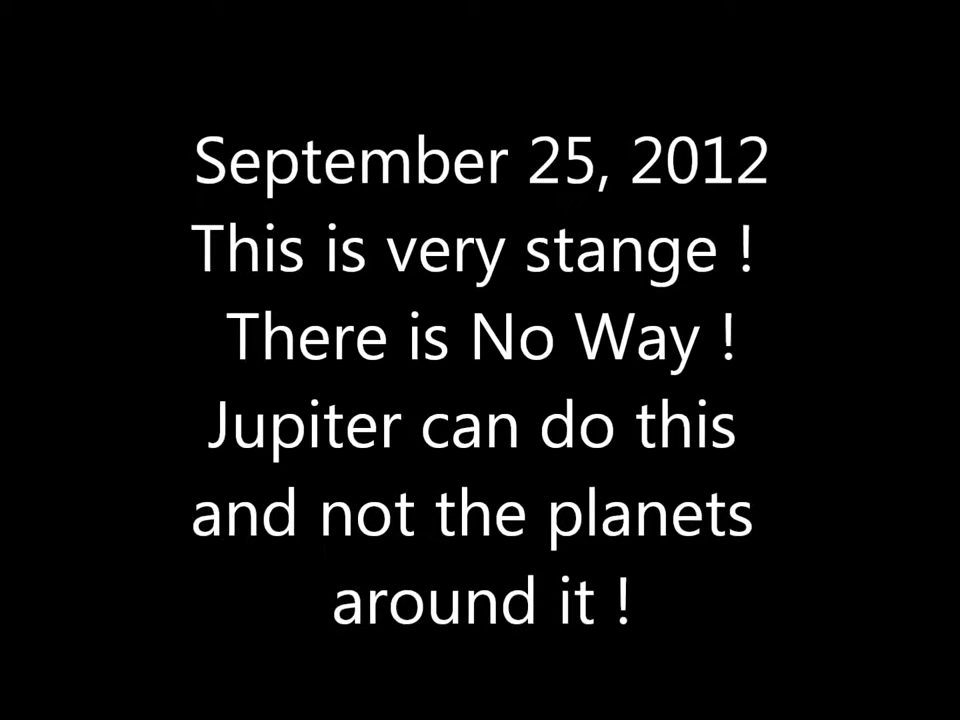 September 25, 2012
This is very stange !
There is No Way !
Jupiter can do this
and not the planets
around it !